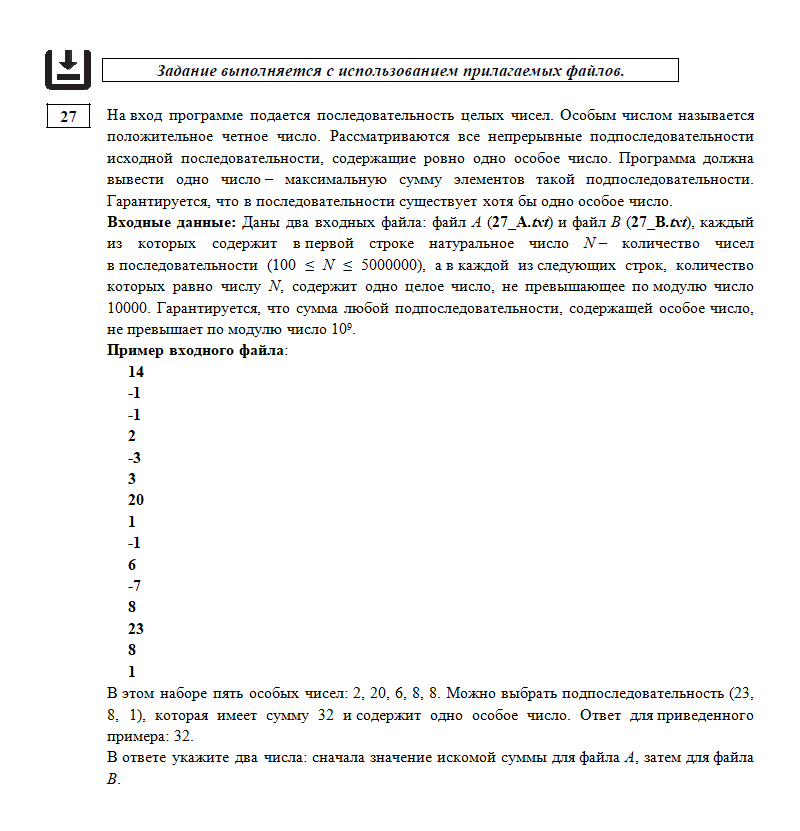 Задание выполняется с использованием прилагаемых файлов.
27
На вход программе подается последовательность целых чисел. Особым числом называется
положительное четное число. Рассматриваются все непрерывные подпоследовательности
исходной последовательности, содержащие ровно одно особое число. Программа должна
вывести одно число – максимальную сумму элементов такой подпоследовательности.
Гарантируется, что в последовательности существует хотя бы одно особое число.
Входные данные: Даны два входных файла: файл A (27_A.txt) и файл B (27_B.txt), каждый
из которых содержит в первой строке натуральное число N – количество чисел
в последовательности (100 ≤ N ≤ 5000000), а в каждой из следующих строк, количество
которых равно числу N, содержит одно целое число, не превышающее по модулю число
10000. Гарантируется, что сумма любой подпоследовательности, содержащей особое число,
не превышает по модулю число 10⁹.
Пример входного файла:
14
-1
-1
2
-3
3
20
1
-1
6
-7
8
23
8
1
В этом наборе пять особых чисел: 2, 20, 6, 8, 8. Можно выбрать подпоследовательность (23,
8, 1), которая имеет сумму 32 и содержит одно особое число. Ответ для приведенного
примера: 32.
В ответе укажите два числа: сначала значение искомой суммы для файла A, затем для файла
B.